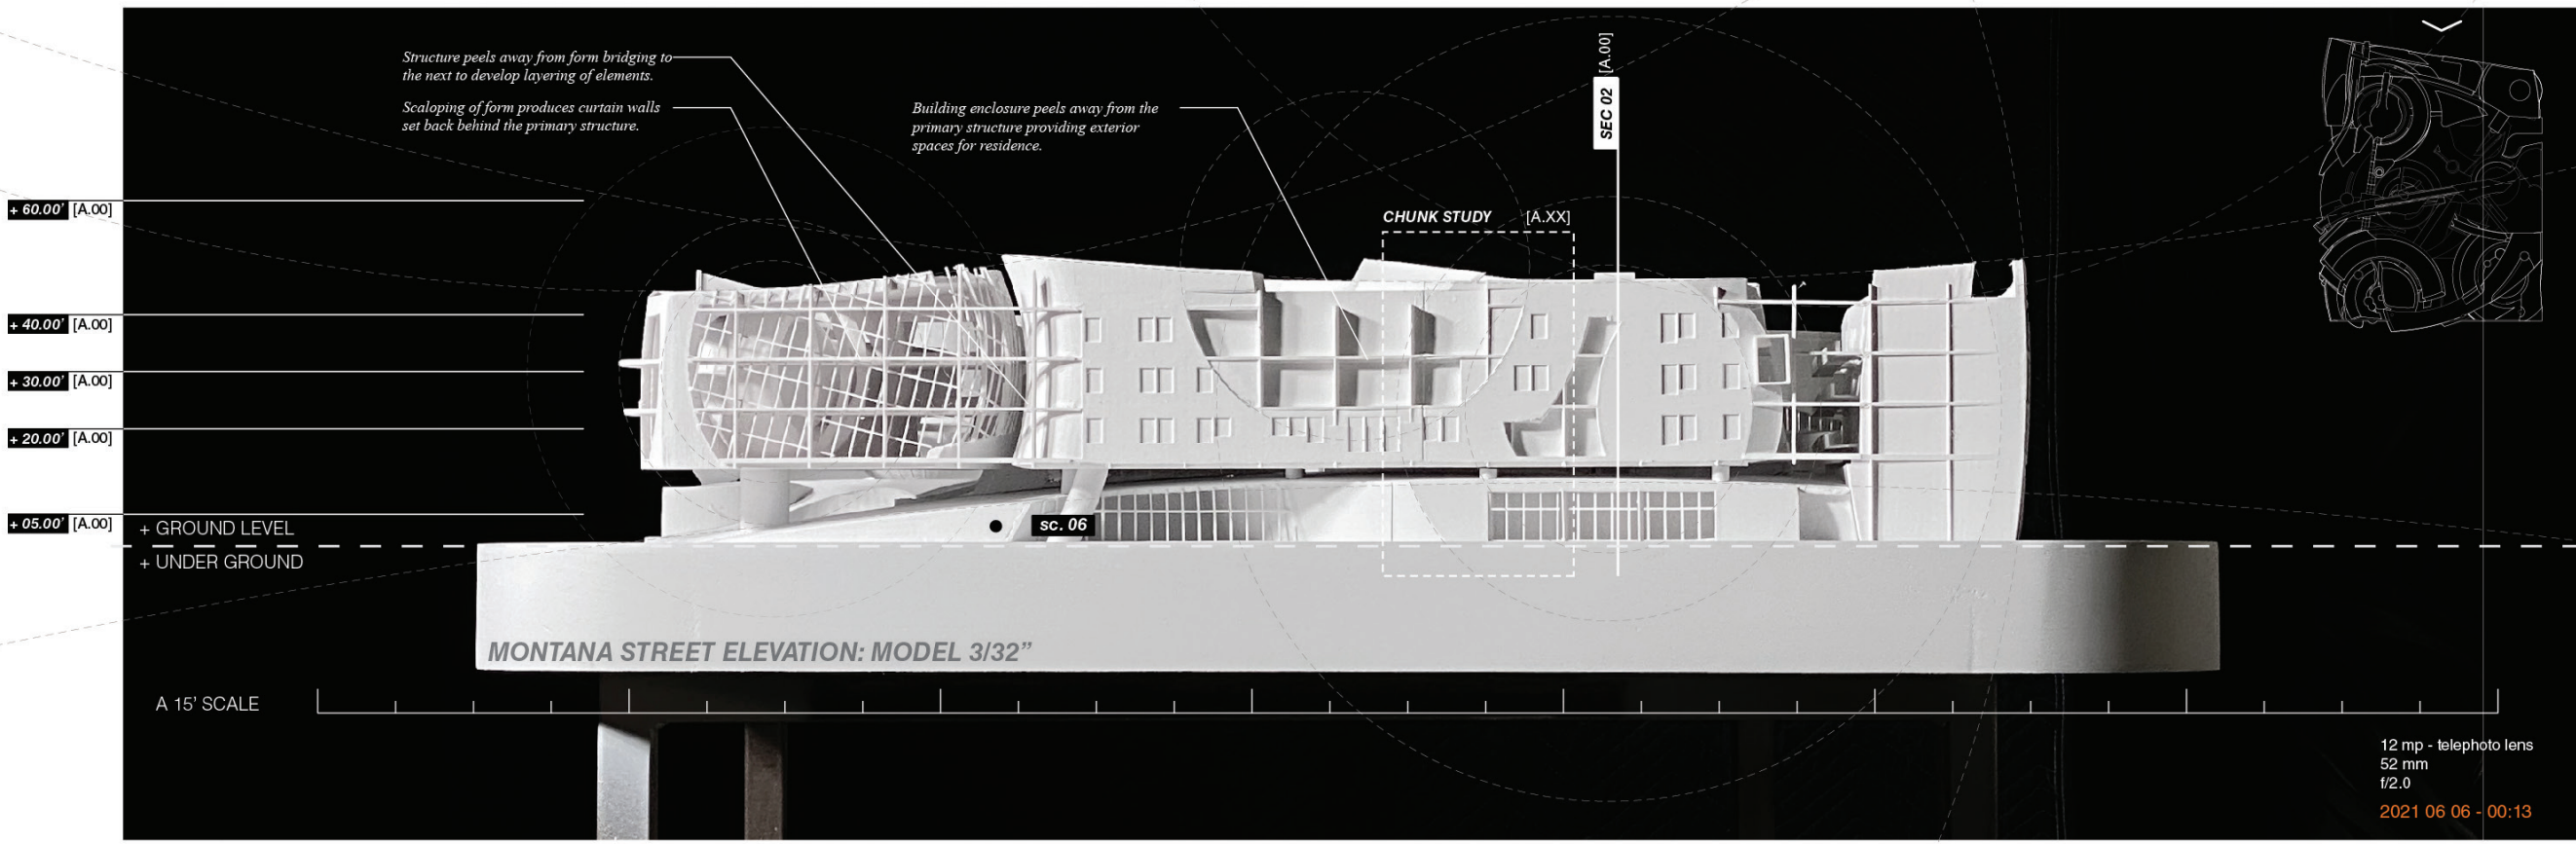 Structure peels away from form bridging to
the next to develop layering of elements.
Scaloping of form produces curtain walls
set back behind the primary structure.
Building enclosure peels away from the
primary structure providing exterior
spaces for residence.
SEC 02 [A.00]
CHUNK STUDY [A.XX]
+ 60.00' [A.00]
+ 40.00' [A.00]
+ 30.00' [A.00]
+ 20.00' [A.00]
+ 05.00' [A.00]
+ GROUND LEVEL
+ UNDER GROUND
sc. 06
MONTANA STREET ELEVATION: MODEL 3/32”
A 15' SCALE
12 mp - telephoto lens
52 mm
f/2.0
2021 06 06 - 00:13